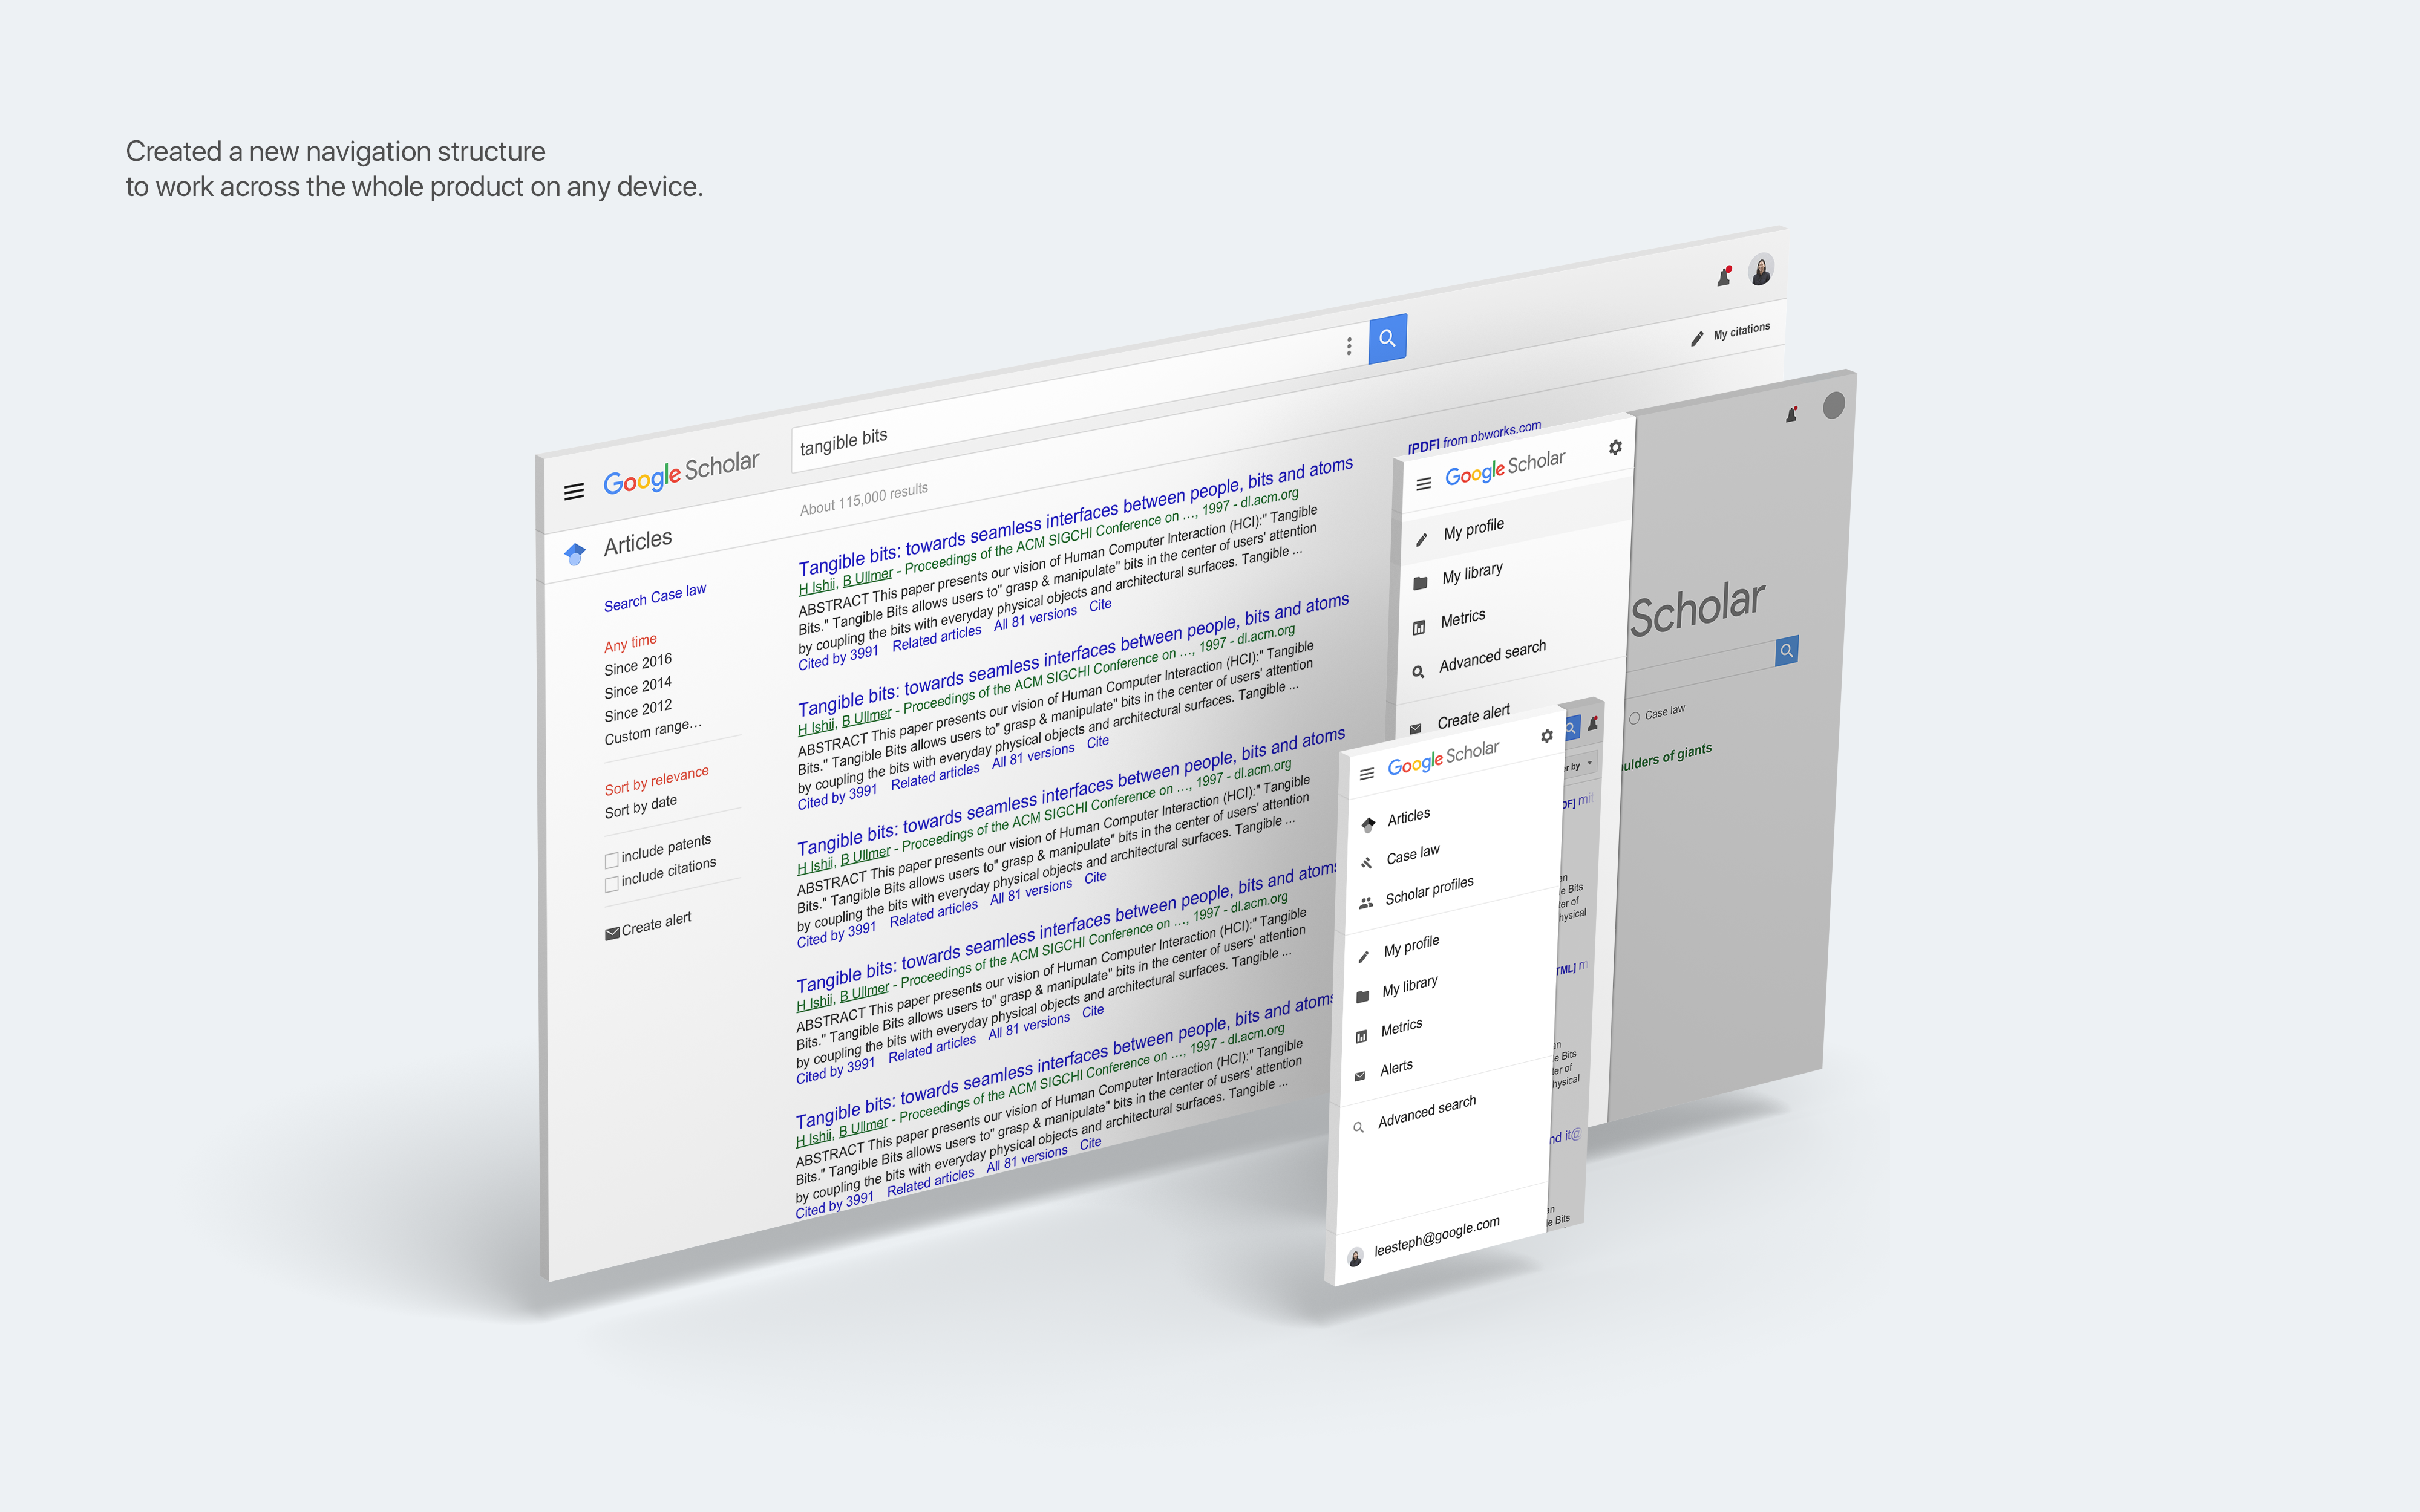 Created a new navigation structure
to work across the whole product on any device.
Google Scholar
tangible bits
My citations
Articles
About 115,000 results
Search Case law
Any time
Since 2016
Since 2014
Since 2012
Custom range...
Sort by relevance
Sort by date
include patents
include citations
Create alert
Tangible bits: towards seamless interfaces between people, bits and atoms
H Ishii, B Ullmer - Proceedings of the ACM SIGCHI Conference on ..., 1997 - dl.acm.org
ABSTRACT This paper presents our vision of Human Computer Interaction (HCI):" Tangible
Bits." Tangible Bits allows users to" grasp & manipulate" bits in the center of users' attention
by coupling the bits with everyday physical objects and architectural surfaces. Tangible ...
Cited by 3991 Related articles All 81 versions Cite
Tangible bits: towards seamless interfaces between people, bits and atoms
H Ishii, B Ullmer - Proceedings of the ACM SIGCHI Conference on ..., 1997 - dl.acm.org
ABSTRACT This paper presents our vision of Human Computer Interaction (HCI):" Tangible
Bits." Tangible Bits allows users to" grasp & manipulate" bits in the center of users' attention
by coupling the bits with everyday physical objects and architectural surfaces. Tangible ...
Cited by 3991 Related articles All 81 versions Cite
Tangible bits: towards seamless interfaces between people, bits and atoms
H Ishii, B Ullmer - Proceedings of the ACM SIGCHI Conference on ..., 1997 - dl.acm.org
ABSTRACT This paper presents our vision of Human Computer Interaction (HCI):" Tangible
Bits." Tangible Bits allows users to" grasp & manipulate" bits in the center of users' attention
by coupling the bits with everyday physical objects and architectural surfaces. Tangible ...
Cited by 3991 Related articles All 81 versions Cite
Tangible bits: towards seamless interfaces between people, bits and atoms
H Ishii, B Ullmer - Proceedings of the ACM SIGCHI Conference on ..., 1997 - dl.acm.org
ABSTRACT This paper presents our vision of Human Computer Interaction (HCI):" Tangible
Bits." Tangible Bits allows users to" grasp & manipulate" bits in the center of users' attention
by coupling the bits with everyday physical objects and architectural surfaces. Tangible ...
Cited by 3991 Related articles All 81 versions Cite
Tangible bits: towards seamless interfaces between people, bits and atoms
H Ishii, B Ullmer - Proceedings of the ACM SIGCHI Conference on ..., 1997 - dl.acm.org
ABSTRACT This paper presents our vision of Human Computer Interaction (HCI):" Tangible
Bits." Tangible Bits allows users to" grasp & manipulate" bits in the center of users' attention
by coupling the bits with everyday physical objects and architectural surfaces. Tangible ...
Cited by 3991 Related articles All 81 versions Cite
[PDF] from pbworks.com
Google Scholar
My profile
My library
Metrics
Advanced search
Create alert
Scholar
Case law
oulders of giants
Google Scholar
Articles
Case law
Scholar profiles
My profile
My library
Metrics
Alerts
Advanced search
leesteph@google.com
er by
DF] mit
an
le Bits
ter of
hysical
TML] m
an
le Bits
ter of
hysical
nd it@
an
le Bits